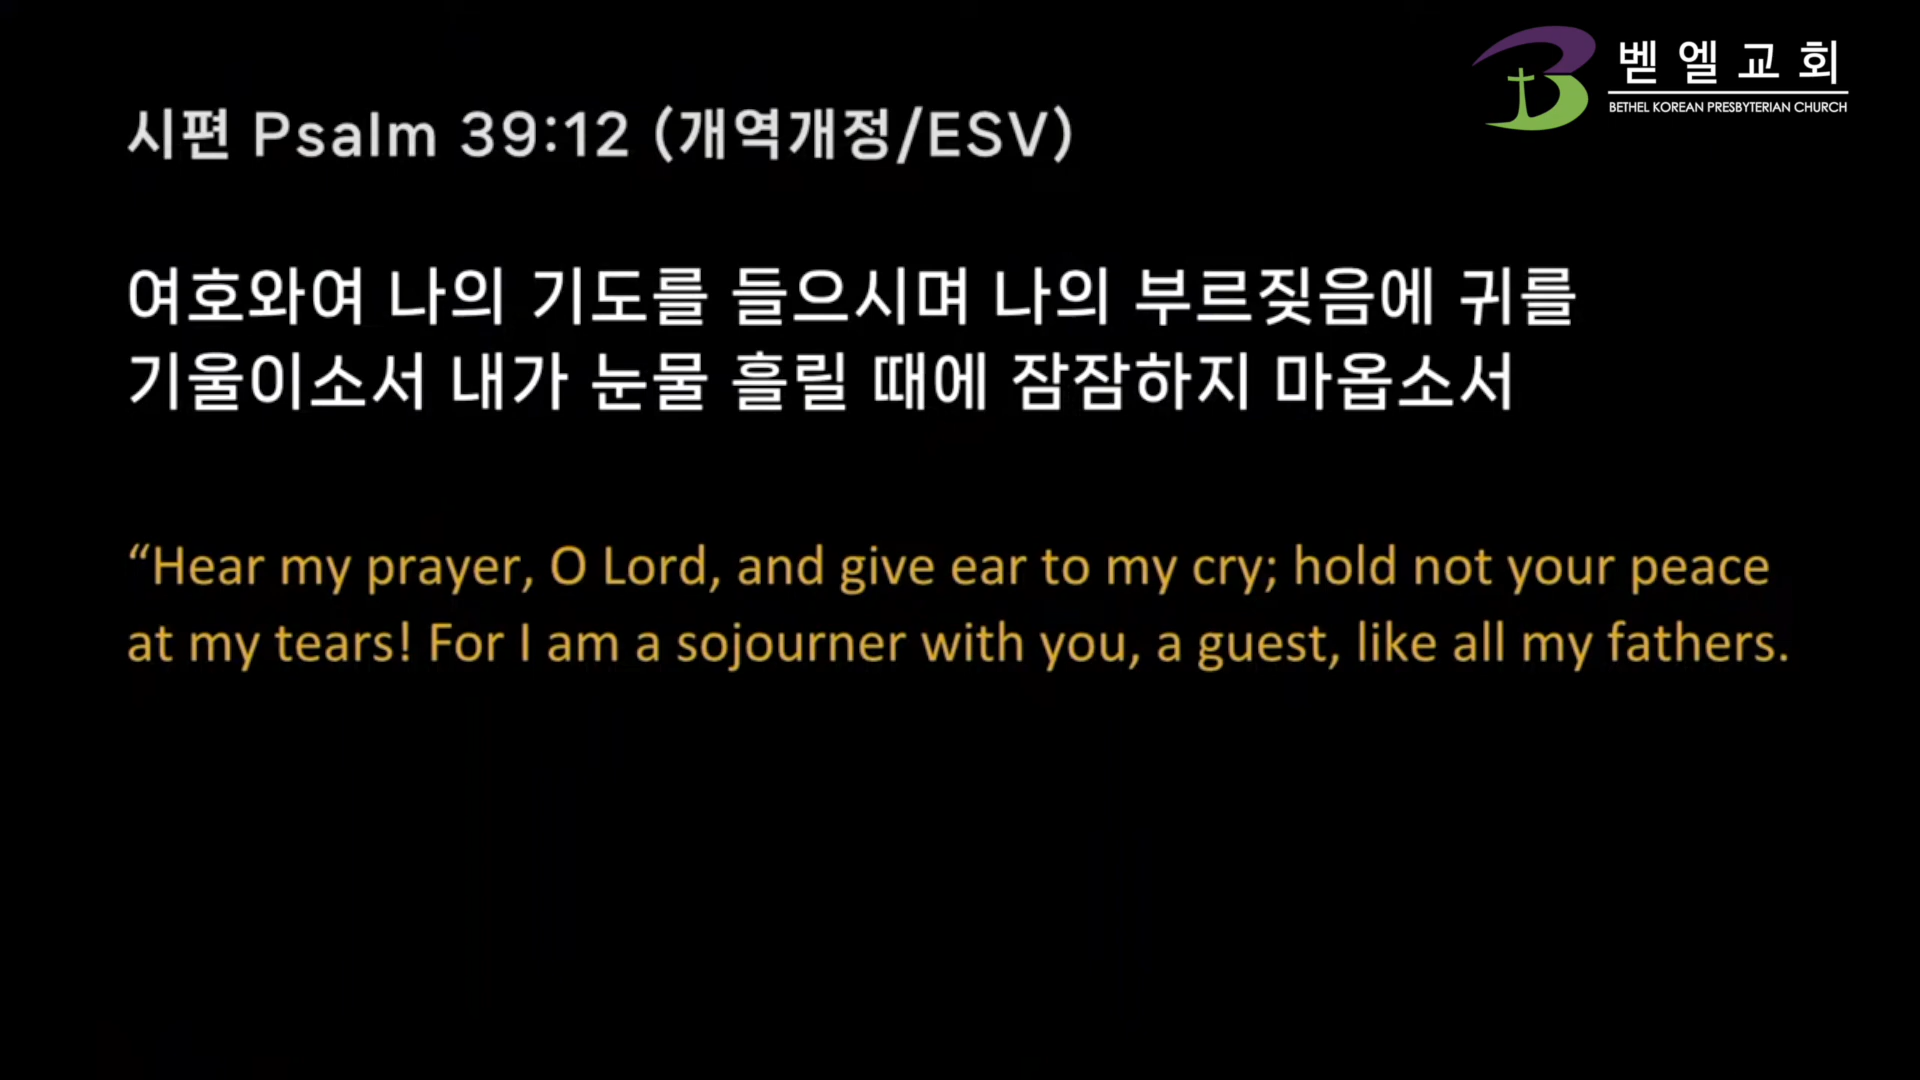 벧엘교회
BETHEL KOREAN PRESBYTERIAN CHURCH
시편 Psalm 39:12 (개역개정/ESV)
여호와여 나의 기도를 들으시며 나의 부르짖음에 귀를
기울이소서 내가 눈물 흘릴 때에 잠잠하지 마옵소서
“Hear my prayer, O Lord, and give ear to my cry; hold not your peace
at my tears! For I am a sojourner with you, a guest, like all my fathers.